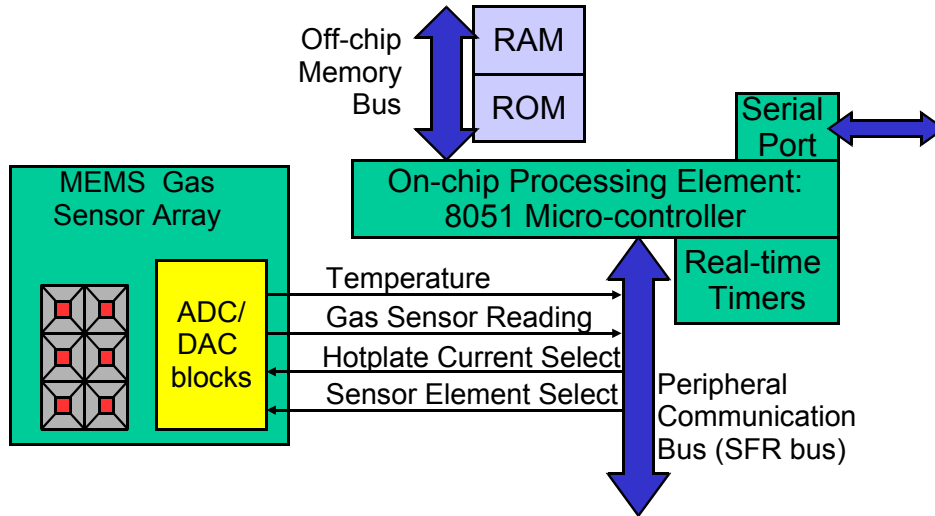 Off-chip
Memory
Bus
RAM
ROM
Serial
Port
On-chip Processing Element:
8051 Micro-controller
Real-time
Timers
MEMS Gas
Sensor Array
ADC/
DAC
blocks
Temperature
Gas Sensor Reading
Hotplate Current Select
Sensor Element Select
Peripheral
Communication
Bus (SFR bus)